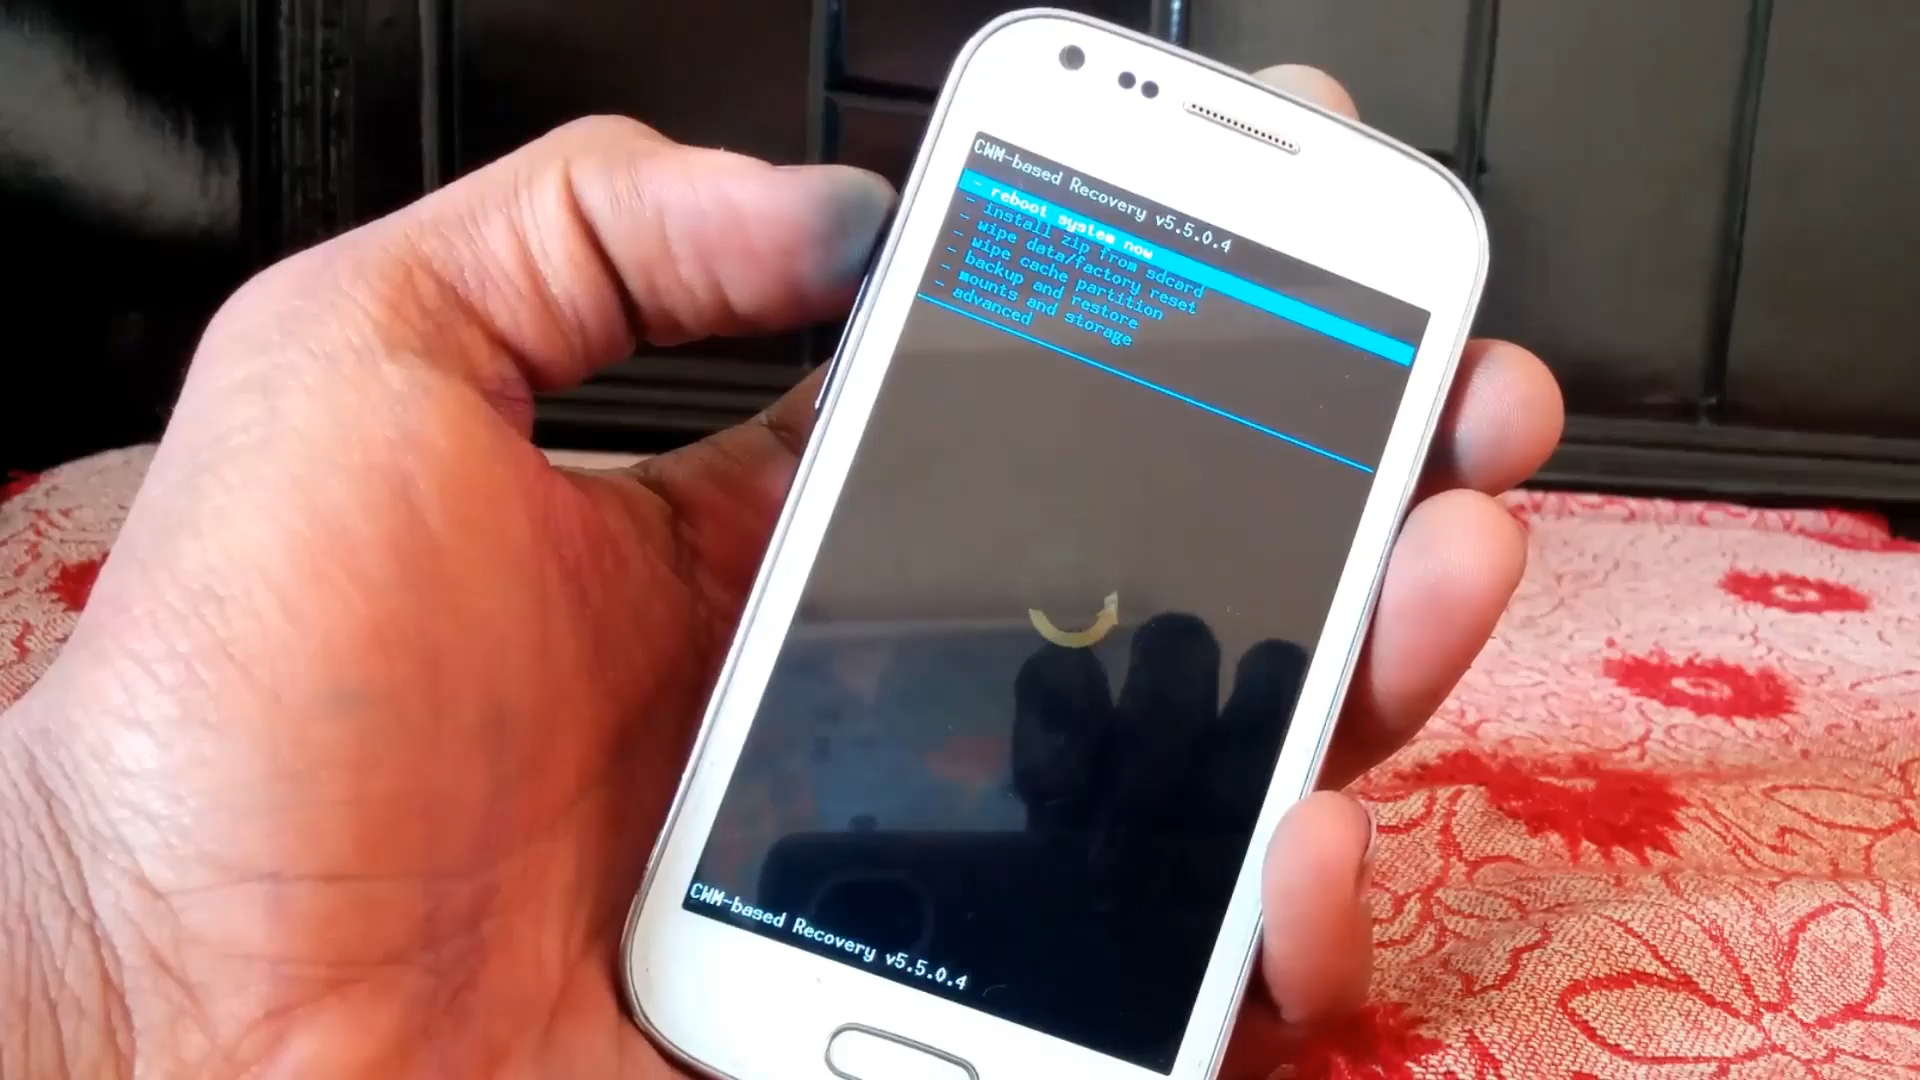 CWM-based Recovery v5.5.0.4
- reboot system now
- install zip from sdcard
- wipe data/factory reset
- wipe cache partition
- backup and restore
- mounts and storage
- advanced
CWM-based Recovery v5.5.0.4